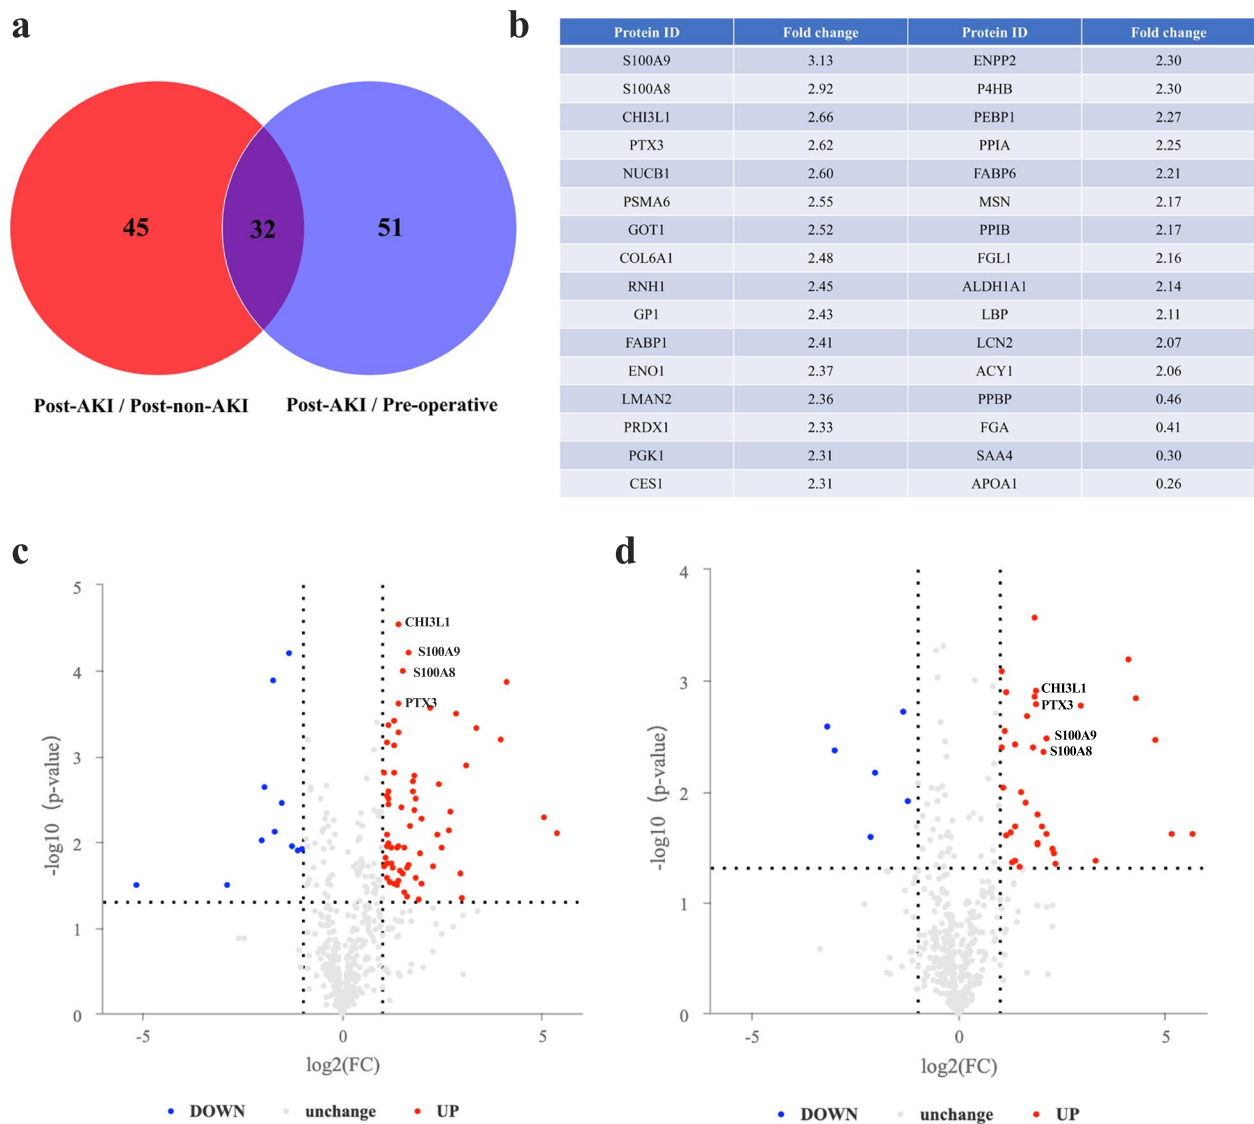 a
45
32
51
Post-AKI / Post-non-AKI
Post-AKI / Pre-operative
b
Protein ID Fold change Protein ID Fold change
S100A9 3.13 ENPP2 2.30
S100A8 2.92 P4HB 2.30
CHI3L1 2.66 PEBP1 2.27
PTX3 2.62 PPIA 2.25
NUCB1 2.60 FABP6 2.21
PSMA6 2.55 MSN 2.17
GOT1 2.52 PPIB 2.17
COL6A1 2.48 FGL1 2.16
RNH1 2.45 ALDH1A1 2.14
GP1 2.43 LBP 2.11
FABP1 2.41 LCN2 2.07
ENO1 2.37 ACY1 2.06
LMAN2 2.36 PPBP 0.46
PRDX1 2.33 FGA 0.41
PGK1 2.31 SAA4 0.30
CES1 2.31 APOA1 0.26
c
5
4
3
2
1
0
-log10 (p-value)
CHI3L1
S100A9
S100A8
PTX3
-5 0 5
log2(FC)
DOWN unchange UP
d
4
3
2
1
0
-log10 (p-value)
CHI3L1
PTX3
S100A9
S100A8
-5 0 5
log2(FC)
DOWN unchange UP